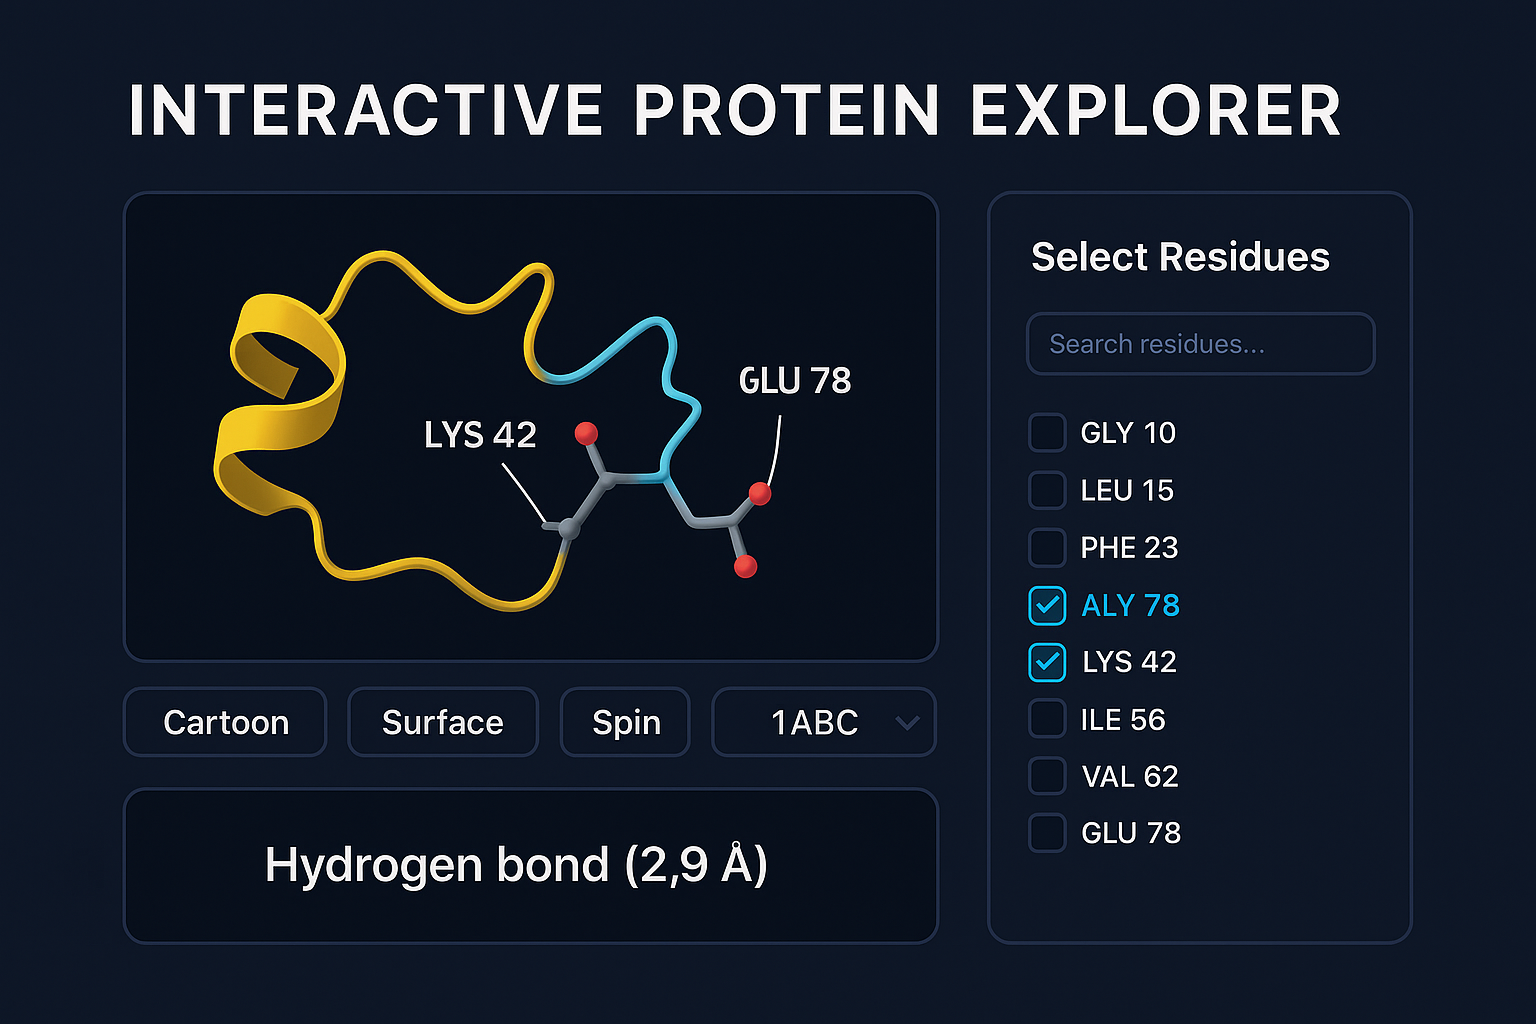 INTERACTIVE PROTEIN EXPLORER
GLU 78
LYS 42
Cartoon
Surface
Spin
1ABC
Hydrogen bond (2,9 Å)
Select Residues
Search residues...
GLY 10
LEU 15
PHE 23
ALY 78
LYS 42
ILE 56
VAL 62
GLU 78